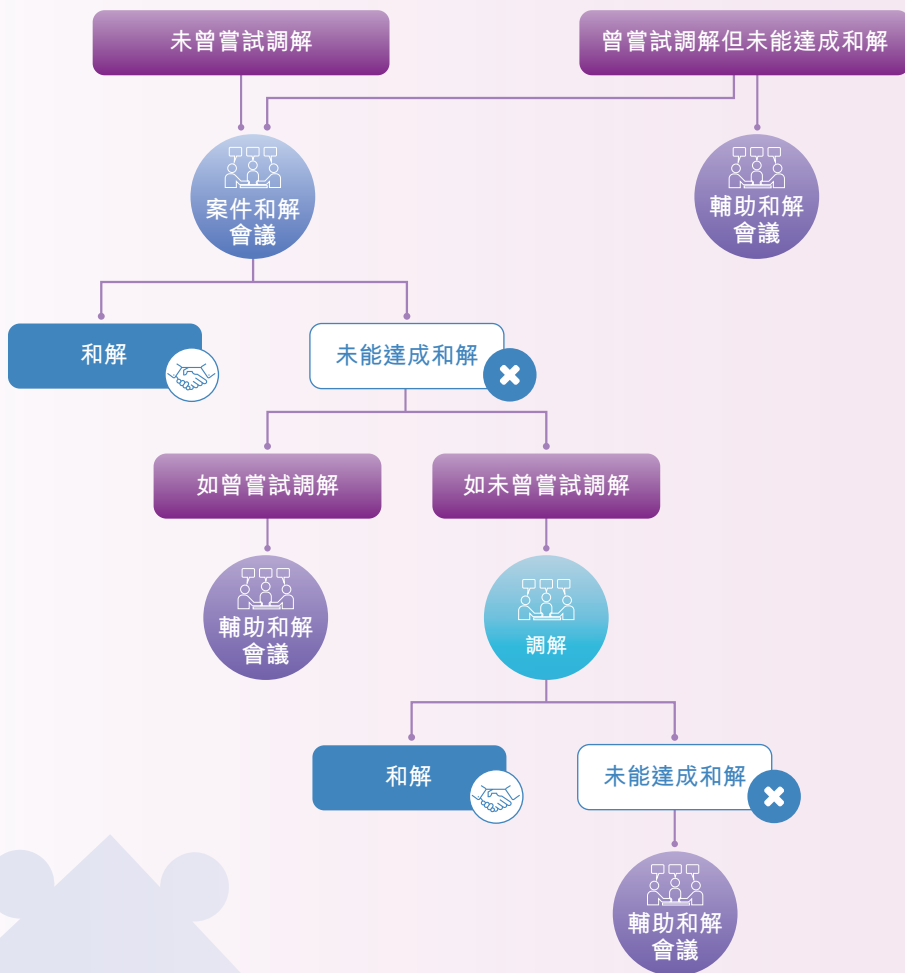 未曾嘗試調解
曾嘗試調解但未能達成和解
案件和解
會議
輔助和解
會議
和解
未能達成和解
如曾嘗試調解
如未曾嘗試調解
輔助和解
會議
調解
和解
未能達成和解
輔助和解
會議